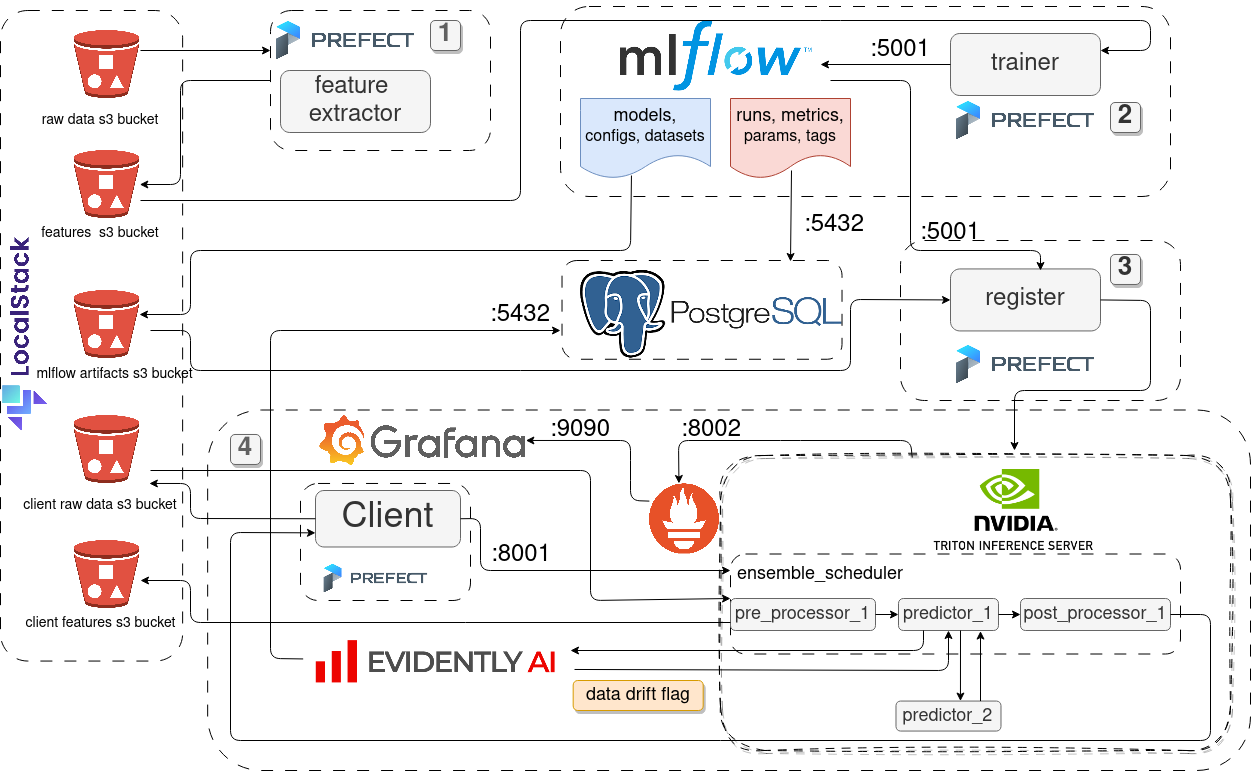 raw data s3 bucket
features s3 bucket
LocalStack
mlflow artifacts s3 bucket
client raw data s3 bucket
client features s3 bucket
PREFECT
1
feature
extractor
mlflow™
:5001
trainer
PREFECT
2
models,
configs, datasets
runs, metrics,
params, tags
:5432
:5001
:5432
PostgreSQL
register
3
PREFECT
4
Grafana
:9090
:8002
Client
PREFECT
:8001
NVIDIA.
TRITON INFERENCE SERVER
ensemble_scheduler
pre_processor_1
predictor_1
post_processor_1
EVIDENTLY AI
data drift flag
predictor_2